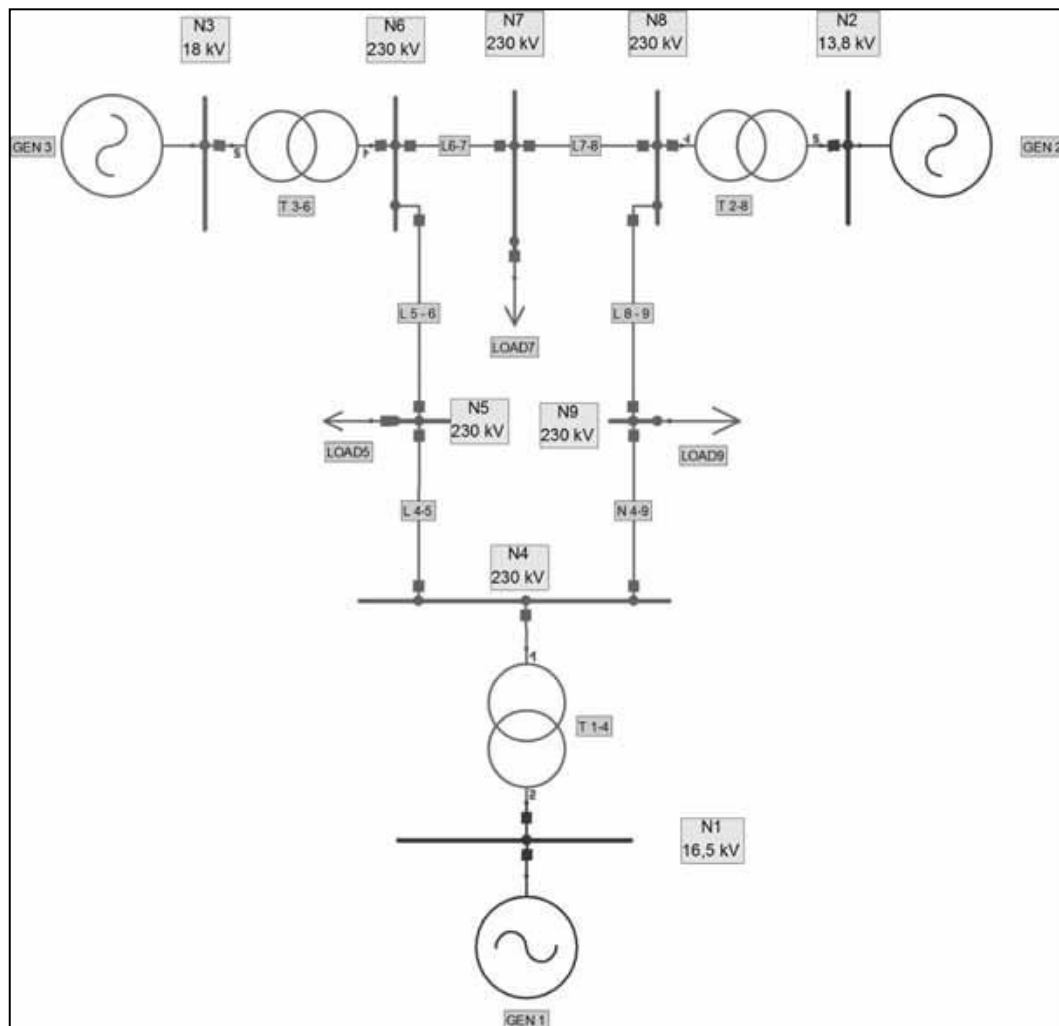 N3
18 kV
N6
230 kV
N7
230 kV
N8
230 kV
N2
13,8 kV
GEN 3
T 3-6
L6-7
L7-8
T 2-8
GEN 2
L 5 - 6
LOAD7
L 8 - 9
N5
230 kV
N9
230 kV
LOAD5
LOAD9
L 4-5
N 4-9
N4
230 kV
1
T 1-4
2
N1
16,5 kV
GEN 1